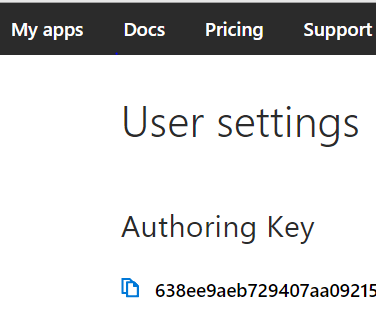 My apps Docs Pricing Support
User settings
Authoring Key
638ee9aeb729407aa09215